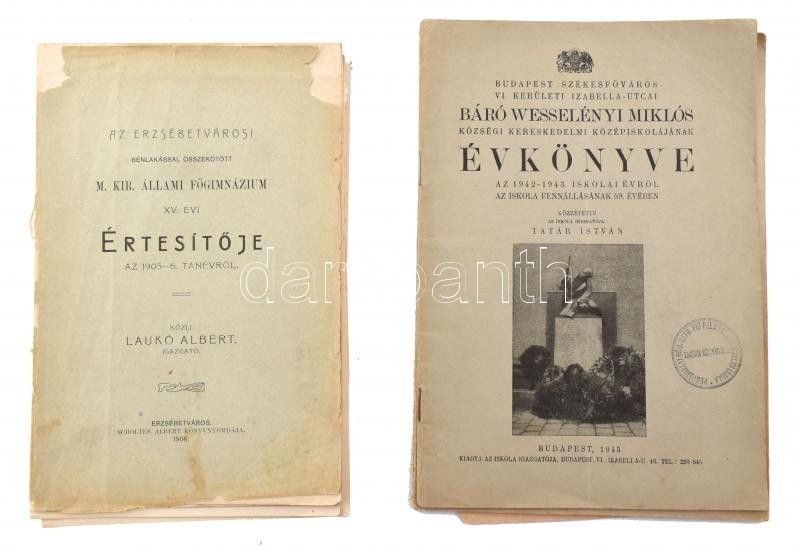 AZ ERZSÉBETVÁROSI
BENLAKÁSSAL ÖSSZEKÖTÖTT
M. KIR. ÁLLAMI FŐGIMNÁZIUM
XV. ÉVI
ÉRTESÍTŐJE
AZ 1905—6. TANÉVRŐL.
KÖZLI:
LAUKÓ ALBERT.
IGAZGATÓ.
ERZSÉBETVÁROS.
SCHOLTES ALBERT KÖNYVNYOMDÁJA.
1906.
BUDAPEST SZÉKESFŐVÁROS
VI. KERÜLETI IZABELLA-UTCAI
BÁRÓ WESSELÉNYI MIKLÓS
KÖZSÉGI KERESKEDELMI KÖZÉPISKOLÁJÁNAK
ÉVKÖNYVE
AZ 1942-1943. ISKOLAI ÉVRŐL
AZ ISKOLA FENNÁLLÁSÁNAK 59. ÉVÉBEN
KÖZZÉTETTE
AZ ISKOLA IGAZGATÓJA:
TATÁR ISTVÁN
BUDAPEST, 1943.
KIADTA AZ ISKOLA IGAZGATÓJA, BUDAPEST, VI., IZABELLA-U. 46. TEL.: 220-845
darabanth